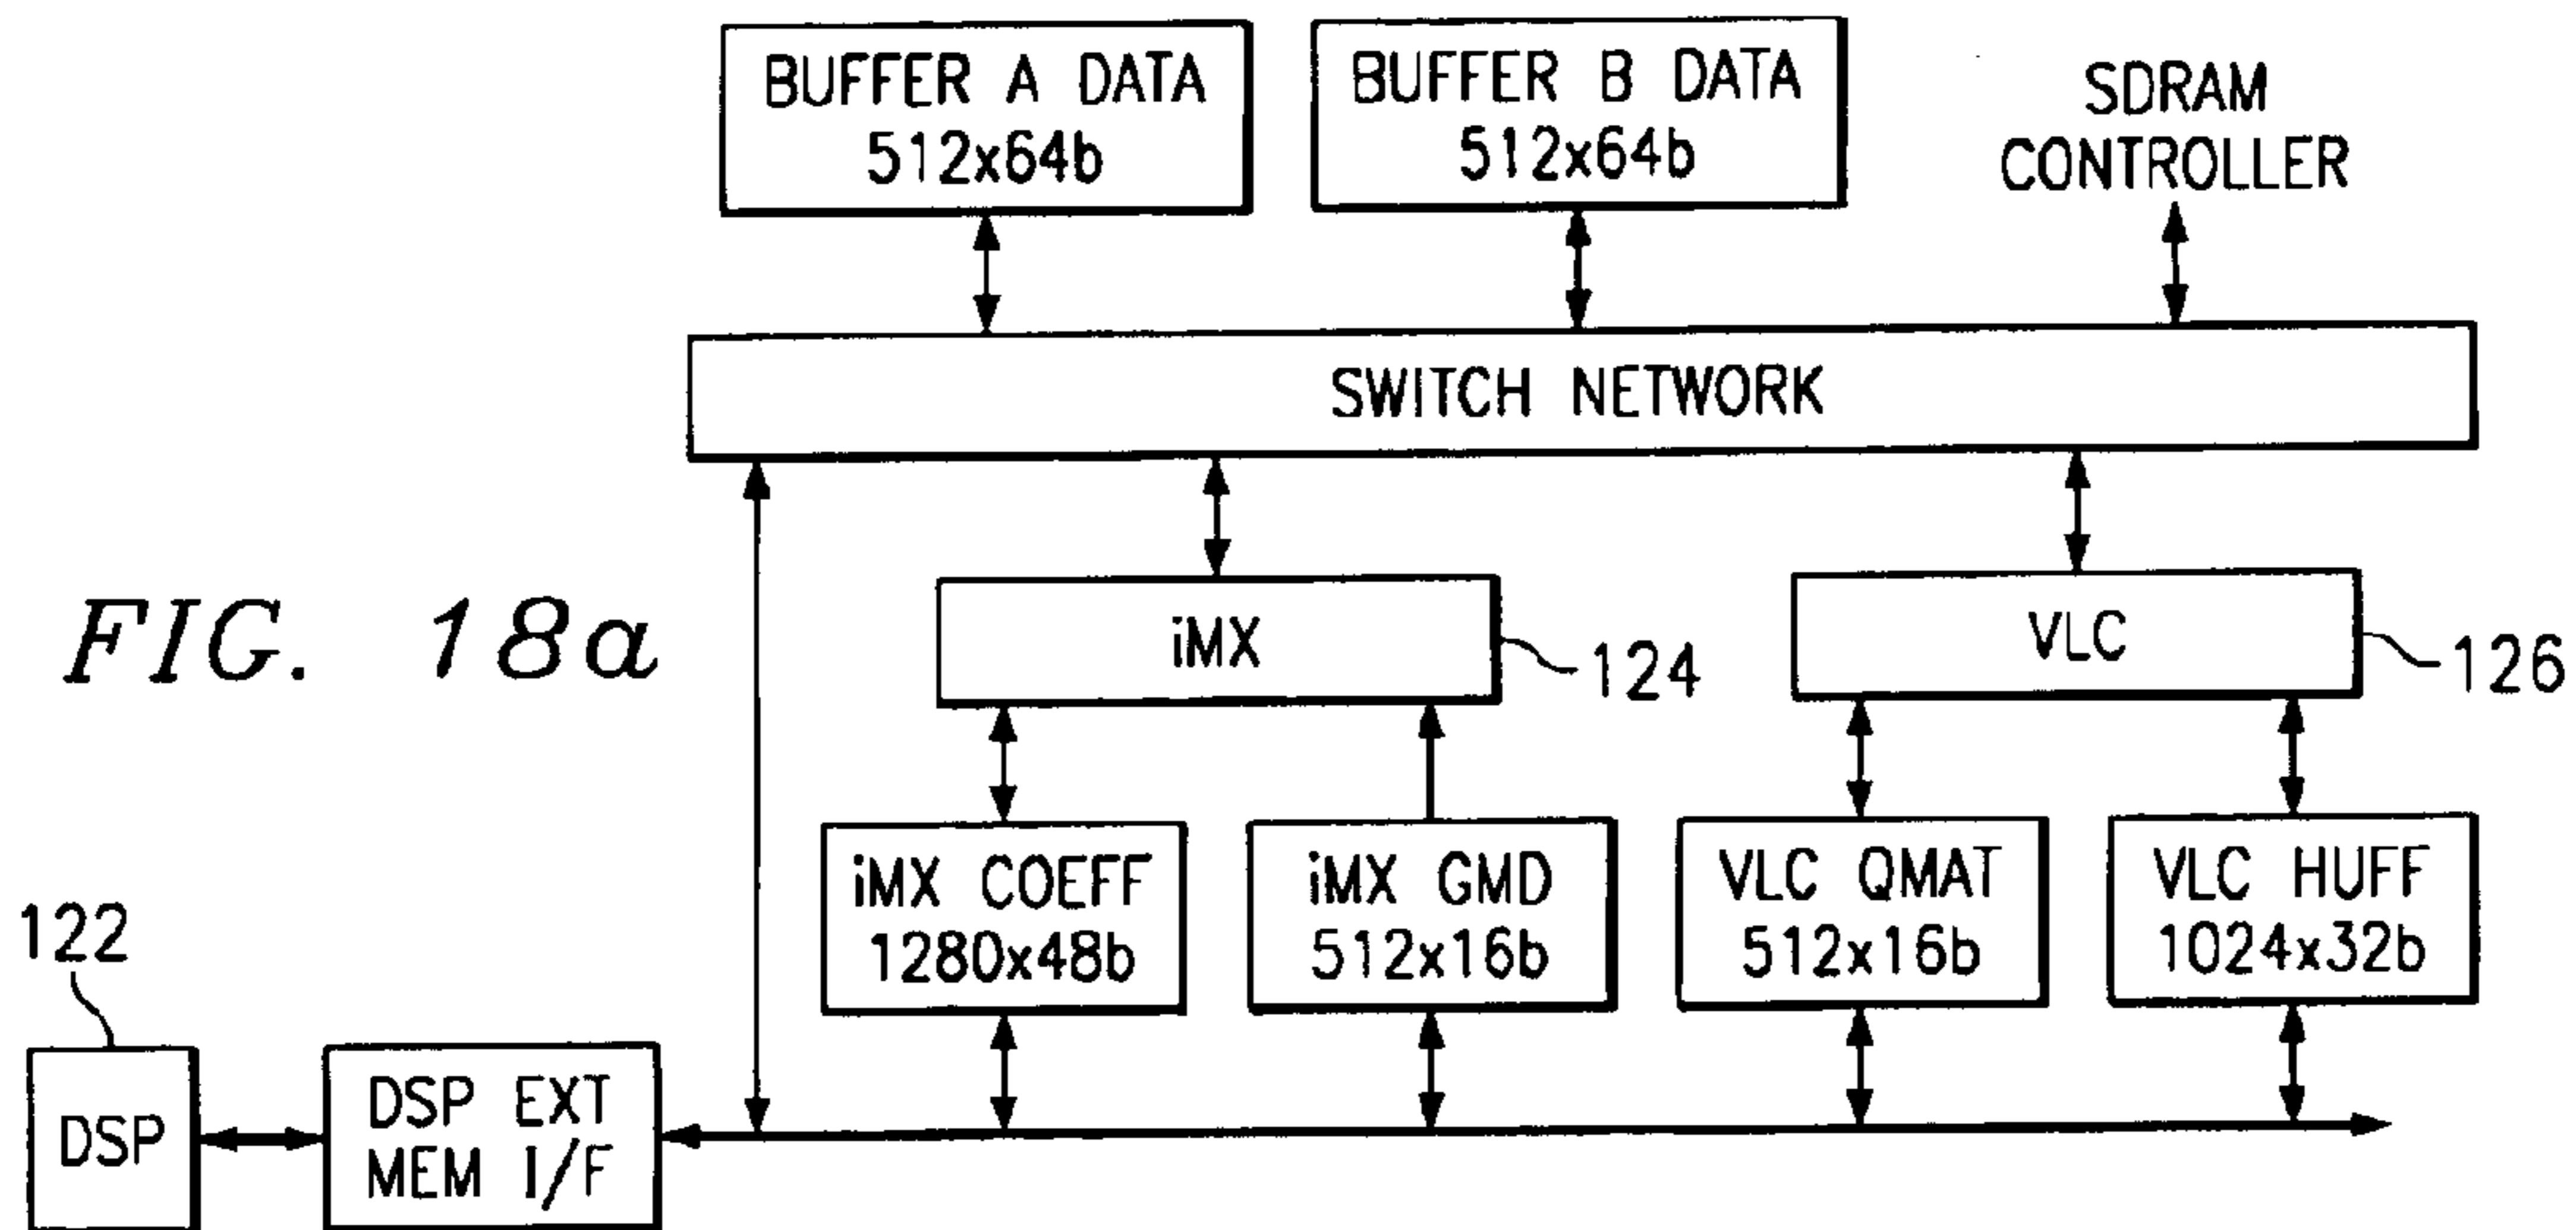 BUFFER A DATA
512x64b
BUFFER B DATA
512x64b
SDRAM
CONTROLLER
SWITCH NETWORK
FIG. 18a
iMX
124
VLC
126
iMX COEFF
1280x48b
iMX GMD
512x16b
VLC QMAT
512x16b
VLC HUFF
1024x32b
122
DSP
DSP EXT
MEM I/F